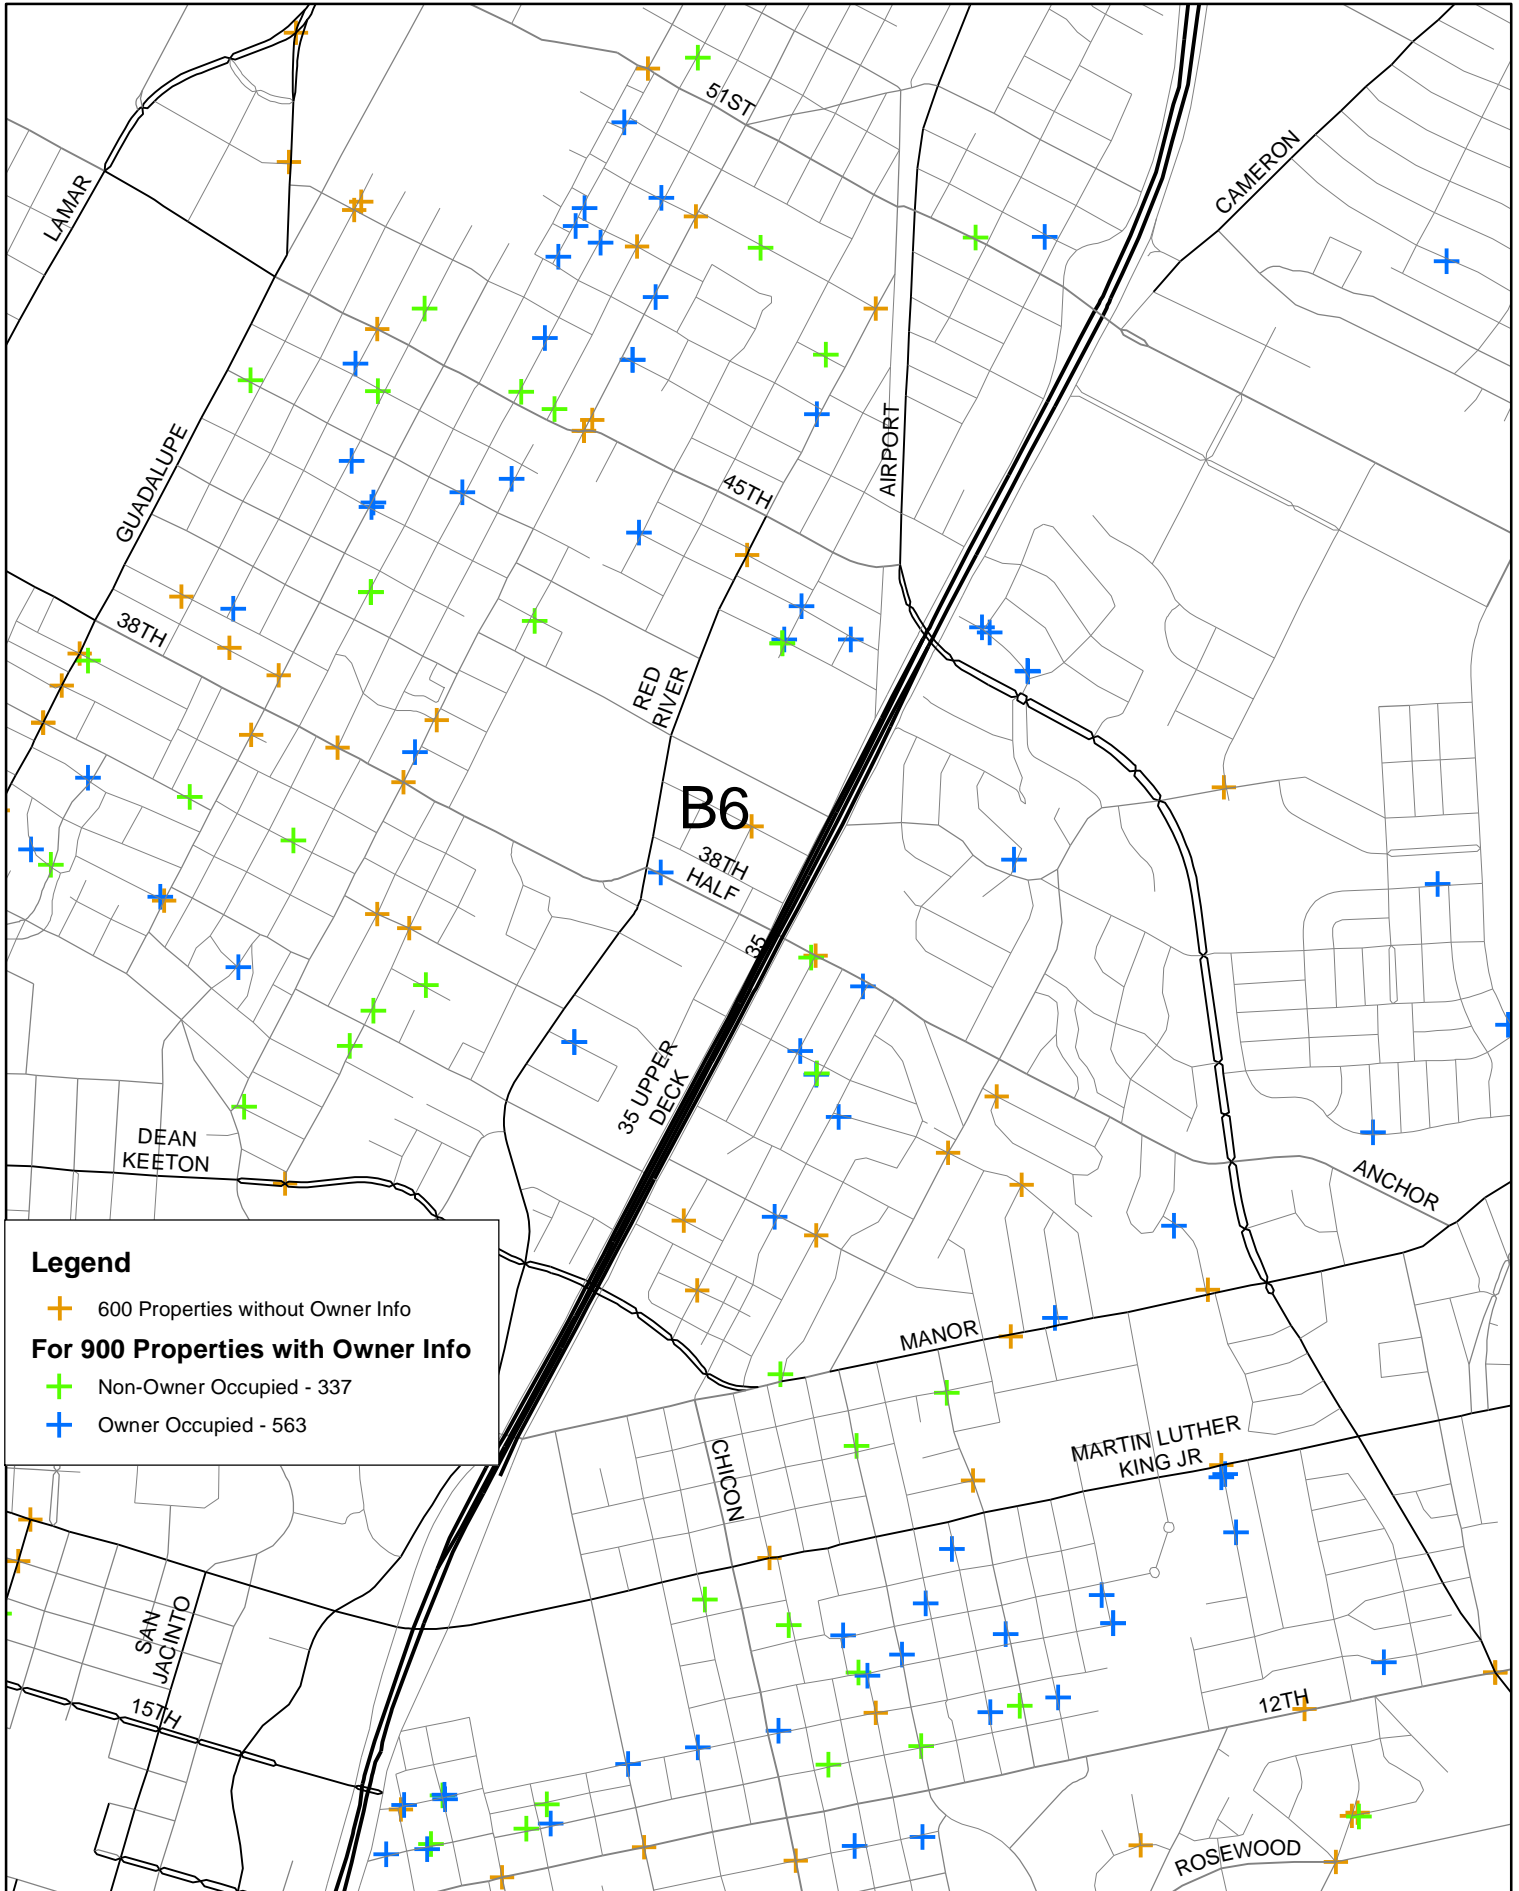 51ST
CAMERON
LAMAR
AIRPORT
GUADALUPE
45TH
38TH
RED
RIVER
B6
38TH
HALF
35
35 UPPER
DECK
DEAN
KEETON
ANCHOR
Legend
600 Properties without Owner Info
For 900 Properties with Owner Info
Non-Owner Occupied - 337
Owner Occupied - 563
MANOR
CHICON
MARTIN LUTHER
KING JR
SAN
JACINTO
15TH
12TH
ROSEWOOD